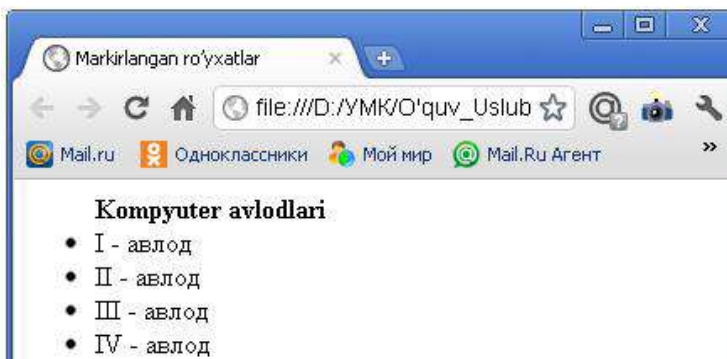 Markirlangan ro'yxatlar
file:///D:/УМК/O'quv_Uslub
Mail.ru Одноклассники Мой мир Mail.Ru Агент »
Kompyuter avlodlari
• I - авлод
• II - авлод
• III - авлод
• IV - авлод